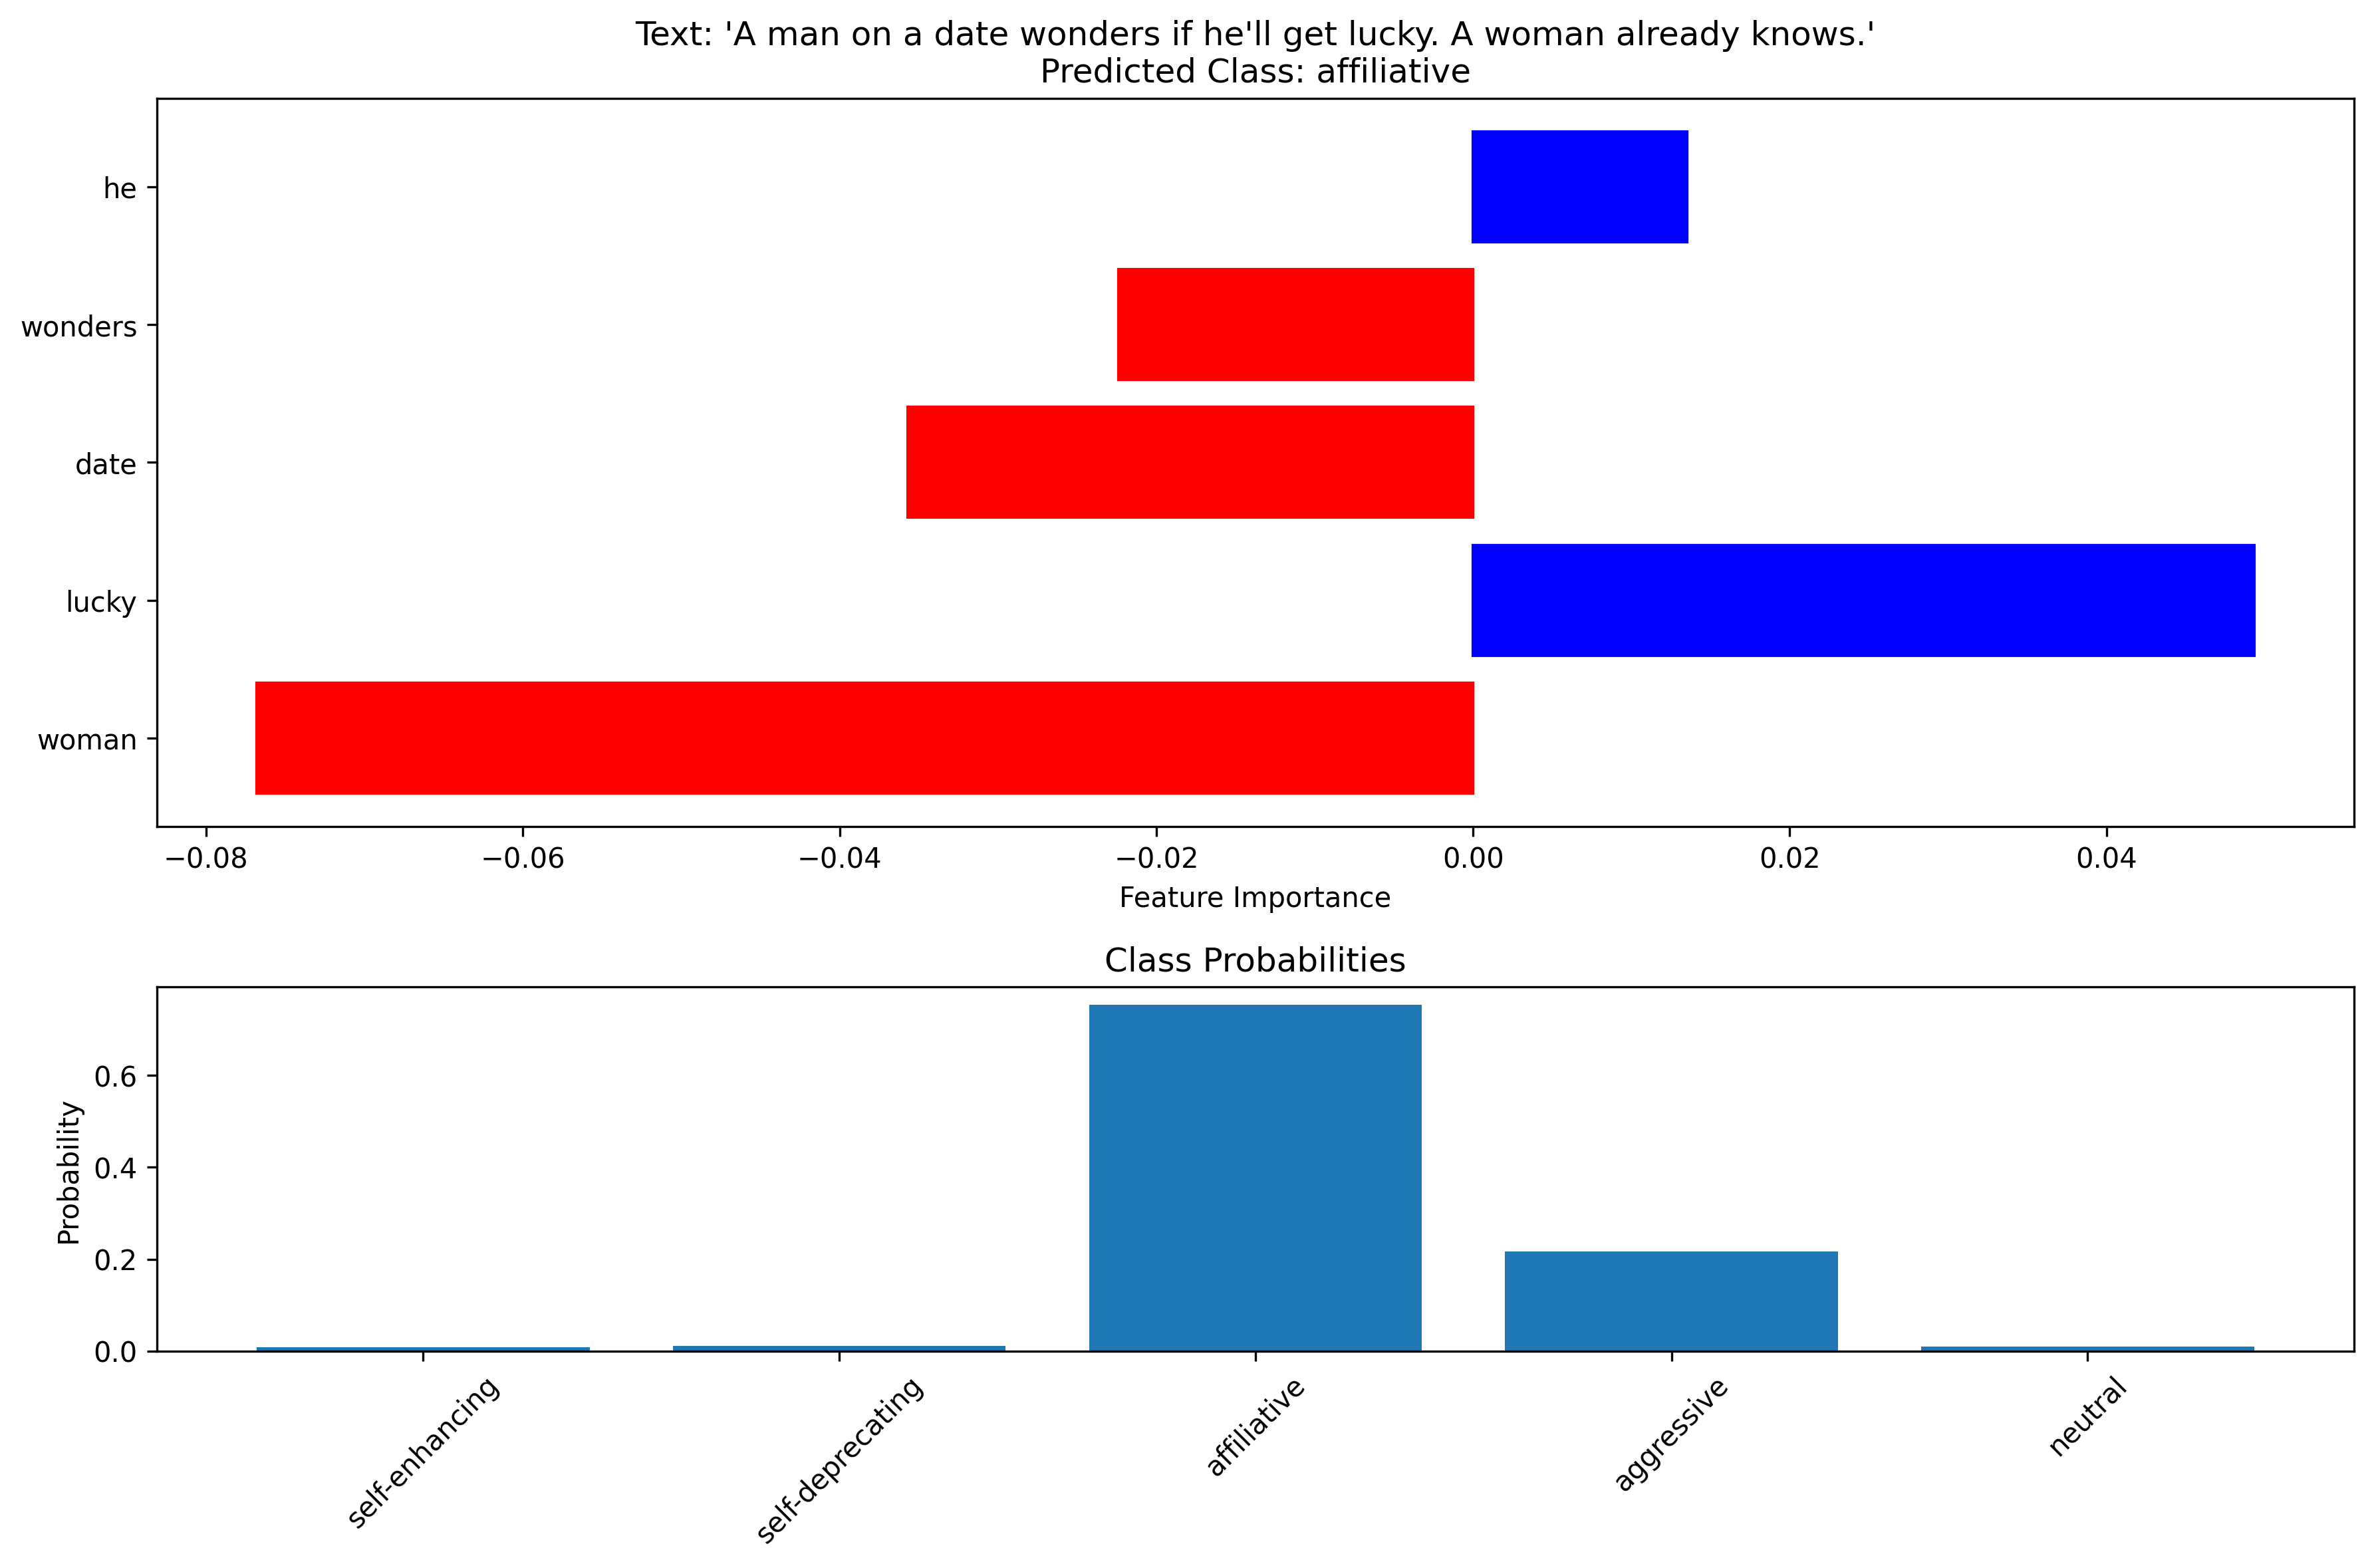 Text: 'A man on a date wonders if he'll get lucky. A woman already knows.'
Predicted Class: affiliative
he
wonders
date
lucky
woman
−0.08 −0.06 −0.04 −0.02 0.00 0.02 0.04
Feature Importance
Class Probabilities
Probability
0.6
0.4
0.2
0.0
self-enhancing
self-deprecating
affiliative
aggressive
neutral